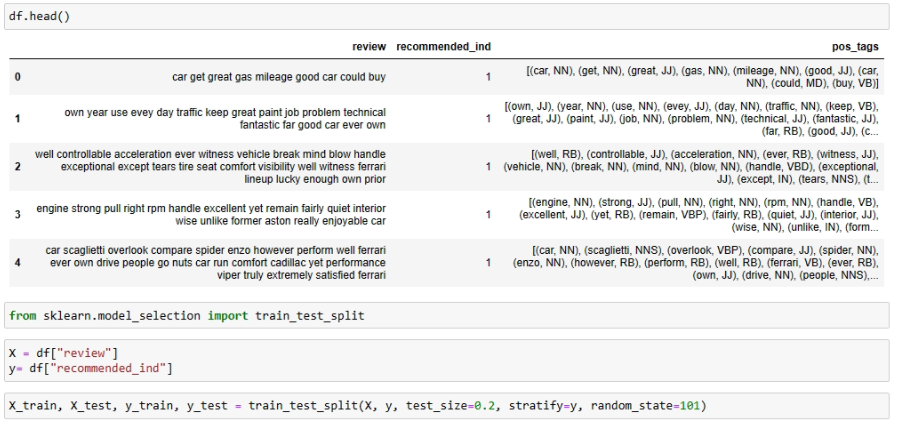 df.head()
review recommended_ind pos_tags
0 car get great gas mileage good car could buy 1 [(car, NN), (get, NN), (great, JJ), (gas, NN), (mileage, NN), (good, JJ), (car,
NN), (could, MD), (buy, VB)]
1 own year use evey day traffic keep great paint job problem technical
fantastic far good car ever own 1 [(own, JJ), (year, NN), (use, NN), (evey, JJ), (day, NN), (traffic, NN), (keep, VB),
(great, JJ), (paint, JJ), (job, NN), (problem, NN), (technical, JJ), (fantastic, JJ),
(far, RB), (good, JJ), (c...
2 well controllable acceleration ever witness vehicle break mind blow handle
exceptional except tears tire seat comfort visibility well witness ferrari
lineup lucky enough own prior 1 [(well, RB), (controllable, JJ), (acceleration, NN), (ever, RB), (witness, JJ),
(vehicle, NN), (break, NN), (mind, NN), (blow, NN), (handle, VBD), (exceptional,
JJ), (except, IN), (tears, NNS), (t...
3 engine strong pull right rpm handle excellent yet remain fairly quiet interior
wise unlike former aston really enjoyable car 1 [(engine, NN), (strong, JJ), (pull, NN), (right, NN), (rpm, NN), (handle, VB),
(excellent, JJ), (yet, RB), (remain, VBP), (fairly, RB), (quiet, JJ), (interior, JJ),
(wise, NN), (unlike, IN), (form...
4 car scaglietti overlook compare spider enzo however perform well ferrari
ever own drive people go nuts car run comfort cadillac yet performance
viper truly extremely satisfied ferrari 1 [(car, NN), (scaglietti, NNS), (overlook, VBP), (compare, JJ), (spider, NN),
(enzo, NN), (however, RB), (perform, RB), (well, RB), (ferrari, VB), (ever, RB),
(own, JJ), (drive, NN), (people, NNS),...
from sklearn.model_selection import train_test_split
X = df["review"]
y= df["recommended_ind"]
X_train, X_test, y_train, y_test = train_test_split(X, y, test_size=0.2, stratify=y, random_state=101)